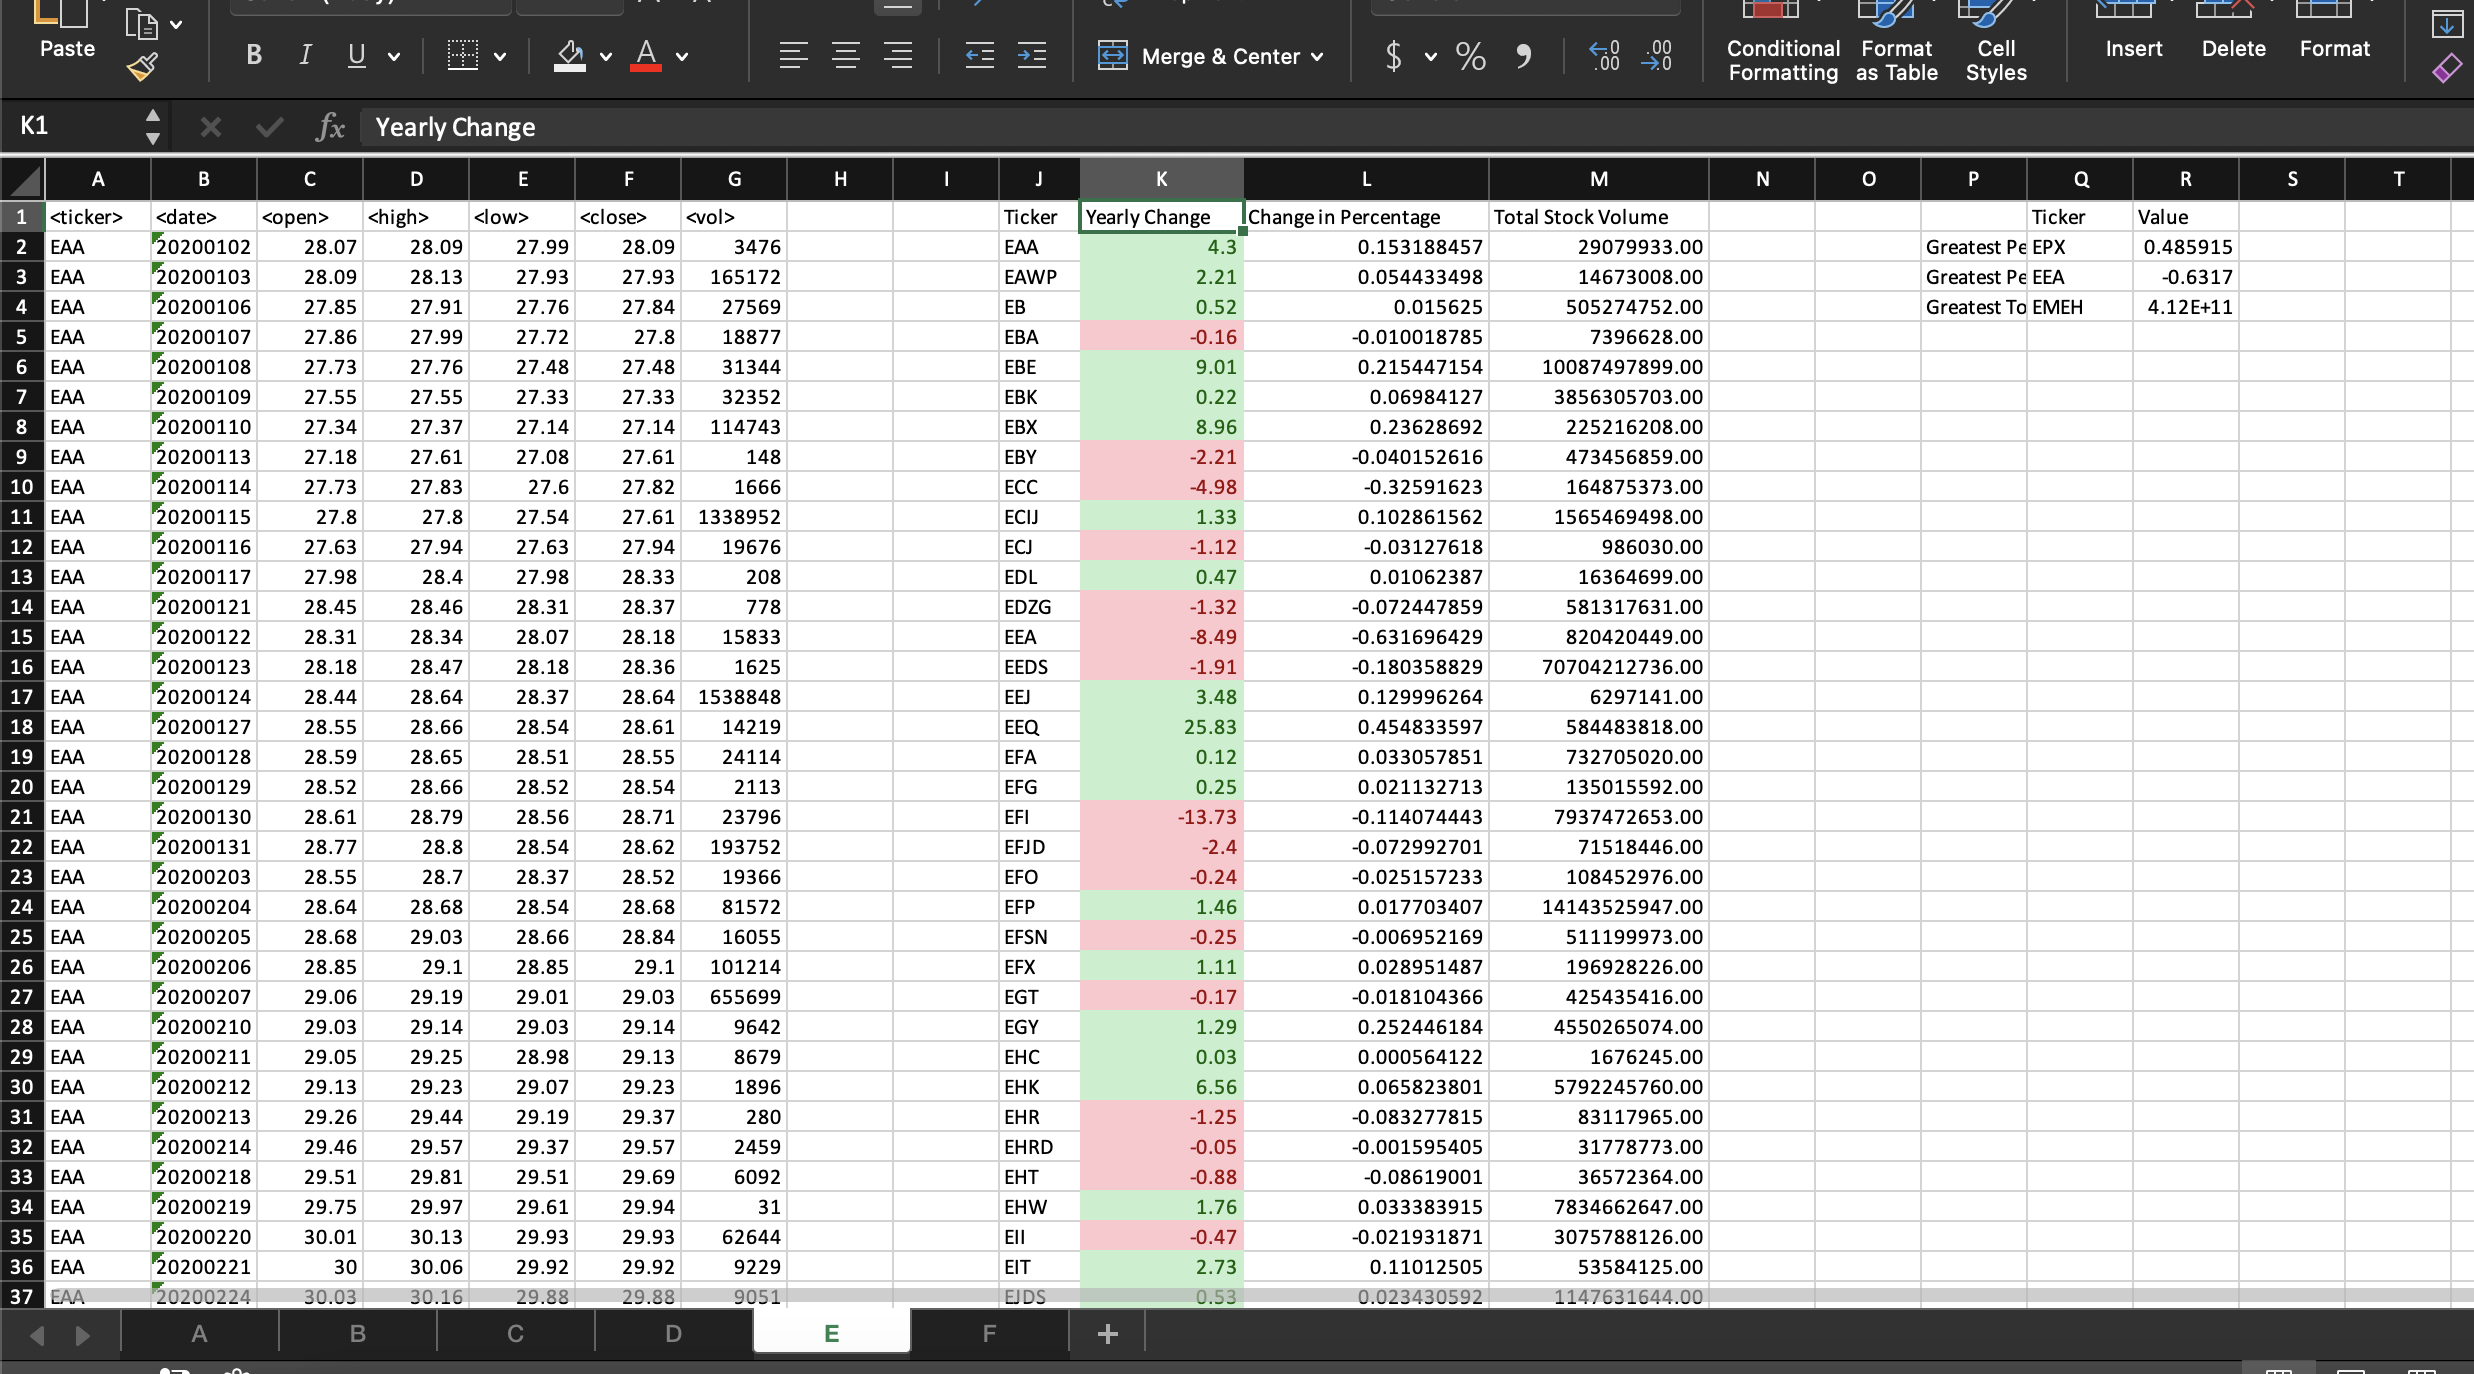 Paste
B I U A
Merge & Center
$ % 9
Conditional Formatting
Format as Table
Cell Styles
Insert Delete Format
K1 fx Yearly Change
A B C D E F G H I J K L M N O P Q R S T
1 <ticker> <date> <open> <high> <low> <close> <vol> Ticker Yearly Change Change in Percentage Total Stock Volume Ticker Value
2 EAA 20200102 28.07 28.09 27.99 28.09 3476 EAA 4.3 0.153188457 29079933.00 Greatest Pe EPX 0.485915
3 EAA 20200103 28.09 28.13 27.93 27.93 165172 EAWP 2.21 0.054433498 14673008.00 Greatest Pe EEA -0.6317
4 EAA 20200106 27.85 27.91 27.76 27.84 27569 EB 0.52 0.015625 505274752.00 Greatest To EMEH 4.12E+11
5 EAA 20200107 27.86 27.99 27.72 27.8 18877 EBA -0.16 -0.010018785 7396628.00
6 EAA 20200108 27.73 27.76 27.48 27.48 31344 EBE 9.01 0.215447154 10087497899.00
7 EAA 20200109 27.55 27.55 27.33 27.33 32352 EBK 0.22 0.06984127 3856305703.00
8 EAA 20200110 27.34 27.37 27.14 27.14 114743 EBX 8.96 0.23628692 225216208.00
9 EAA 20200113 27.18 27.61 27.08 27.61 148 EBY -2.21 -0.040152616 473456859.00
10 EAA 20200114 27.73 27.83 27.6 27.82 1666 ECC -4.98 -0.32591623 164875373.00
11 EAA 20200115 27.8 27.8 27.54 27.61 1338952 ECIJ 1.33 0.102861562 1565469498.00
12 EAA 20200116 27.63 27.94 27.63 27.94 19676 ECJ -1.12 -0.03127618 986030.00
13 EAA 20200117 27.98 28.4 27.98 28.33 208 EDL 0.47 0.01062387 16364699.00
14 EAA 20200121 28.45 28.46 28.31 28.37 778 EDZG -1.32 -0.072447859 581317631.00
15 EAA 20200122 28.31 28.34 28.07 28.18 15833 EEA -8.49 -0.631696429 820420449.00
16 EAA 20200123 28.18 28.47 28.18 28.36 1625 EEDS -1.91 -0.180358829 70704212736.00
17 EAA 20200124 28.44 28.64 28.37 28.64 1538848 EEJ 3.48 0.129996264 6297141.00
18 EAA 20200127 28.55 28.66 28.54 28.61 14219 EEQ 25.83 0.454833597 584483818.00
19 EAA 20200128 28.59 28.65 28.51 28.55 24114 EFA 0.12 0.033057851 732705020.00
20 EAA 20200129 28.52 28.66 28.52 28.54 2113 EFG 0.25 0.021132713 135015592.00
21 EAA 20200130 28.61 28.79 28.56 28.71 23796 EFI -13.73 -0.114074443 7937472653.00
22 EAA 20200131 28.77 28.8 28.54 28.62 193752 EFJD -2.4 -0.072992701 71518446.00
23 EAA 20200203 28.55 28.7 28.37 28.52 19366 EFO -0.24 -0.025157233 108452976.00
24 EAA 20200204 28.64 28.68 28.54 28.68 81572 EFP 1.46 0.017703407 14143525947.00
25 EAA 20200205 28.68 29.03 28.66 28.84 16055 EFSN -0.25 -0.006952169 511199973.00
26 EAA 20200206 28.85 29.1 28.85 29.1 101214 EFX 1.11 0.028951487 196928226.00
27 EAA 20200207 29.06 29.19 29.01 29.03 655699 EGT -0.17 -0.018104366 425435416.00
28 EAA 20200210 29.03 29.14 29.03 29.14 9642 EGY 1.29 0.252446184 4550265074.00
29 EAA 20200211 29.05 29.25 28.98 29.13 8679 EHC 0.03 0.000564122 1676245.00
30 EAA 20200212 29.13 29.23 29.07 29.23 1896 EHK 6.56 0.065823801 5792245760.00
31 EAA 20200213 29.26 29.44 29.19 29.37 280 EHR -1.25 -0.083277815 83117965.00
32 EAA 20200214 29.46 29.57 29.37 29.57 2459 EHRD -0.05 -0.001595405 31778773.00
33 EAA 20200218 29.51 29.81 29.51 29.69 6092 EHT -0.88 -0.08619001 36572364.00
34 EAA 20200219 29.75 29.97 29.61 29.94 31 EHW 1.76 0.033383915 7834662647.00
35 EAA 20200220 30.01 30.13 29.93 29.93 62644 EII -0.47 -0.021931871 3075788126.00
36 EAA 20200221 30 30.06 29.92 29.92 9229 EIT 2.73 0.11012505 53584125.00
37 EAA 20200224 30.03 30.16 29.88 29.88 9051 EJDS 0.53 0.023430592 1147631644.00
A B C D E F +